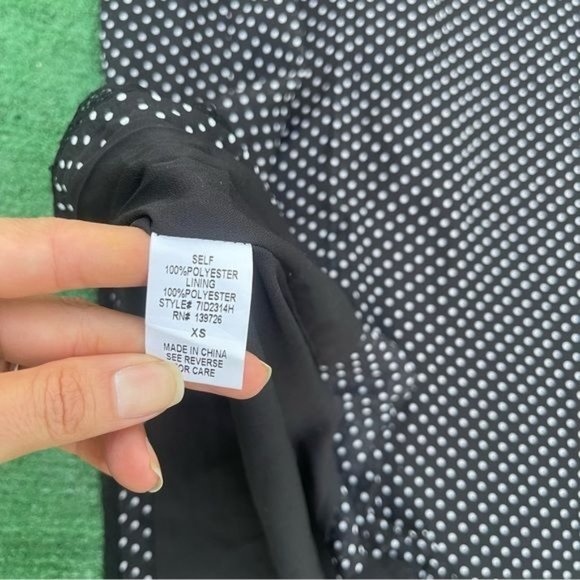 SELF
100%POLYESTER
LINING
100%POLYESTER
STYLE# 7ID2314H
RN# 139726
XS
MADE IN CHINA
SEE REVERSE
FOR CARE